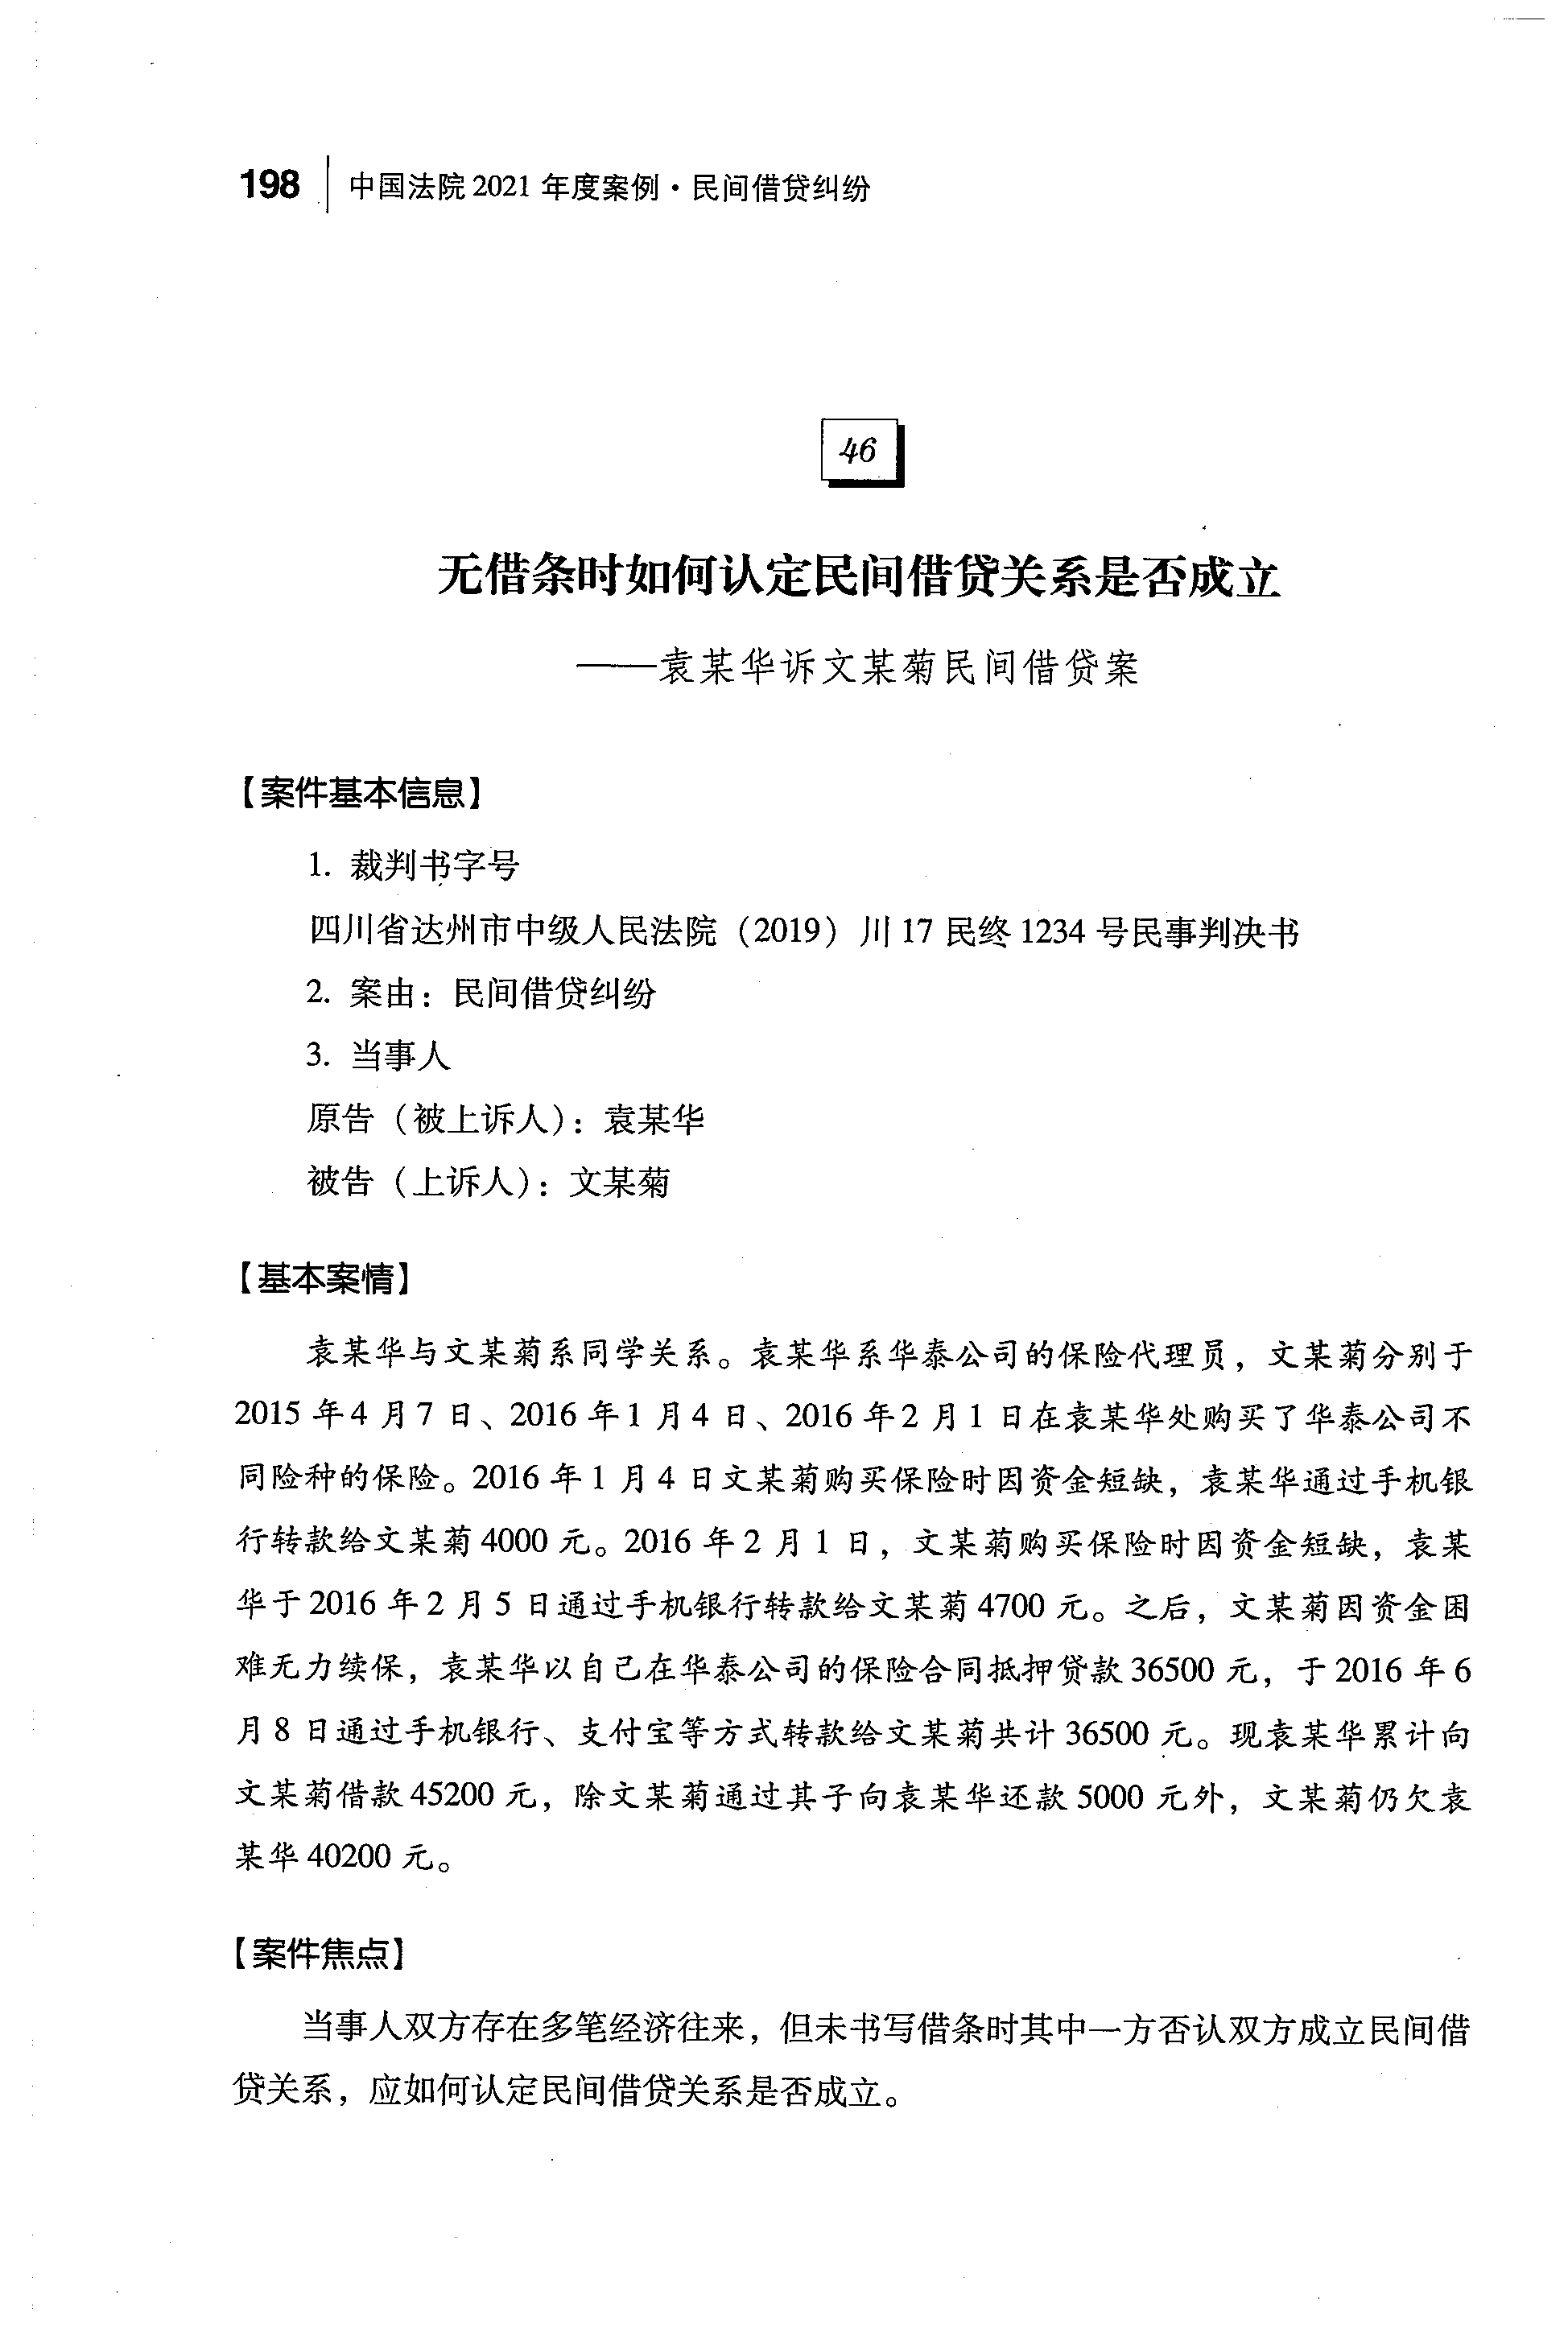 198 中国法院2021年度案例·民间借贷纠纷
46
无借条时如何认定民间借贷关系是否成立
——袁某华诉文某菊民间借贷案
【案件基本信息】
1. 裁判书字号
四川省达州市中级人民法院（2019）川17民终1234号民事判决书
2. 案由：民间借贷纠纷
3. 当事人
原告（被上诉人）：袁某华
被告（上诉人）：文某菊
【基本案情】
袁某华与文某菊系同学关系。袁某华系华泰公司的保险代理员，文某菊分别于
2015年4月7日、2016年1月4日、2016年2月1日在袁某华处购买了华泰公司不
同险种的保险。2016年1月4日文某菊购买保险时因资金短缺，袁某华通过手机银
行转款给文某菊4000元。2016年2月1日，文某菊购买保险时因资金短缺，袁某
华于2016年2月5日通过手机银行转款给文某菊4700元。之后，文某菊因资金困
难无力续保，袁某华以自己在华泰公司的保险合同抵押贷款36500元，于2016年6
月8日通过手机银行、支付宝等方式转款给文某菊共计36500元。现袁某华累计向
文某菊借款45200元，除文某菊通过其子向袁某华还款5000元外，文某菊仍欠袁
某华40200元。
【案件焦点】
当事人双方存在多笔经济往来，但未书写借条时其中一方否认双方成立民间借
贷关系，应如何认定民间借贷关系是否成立。